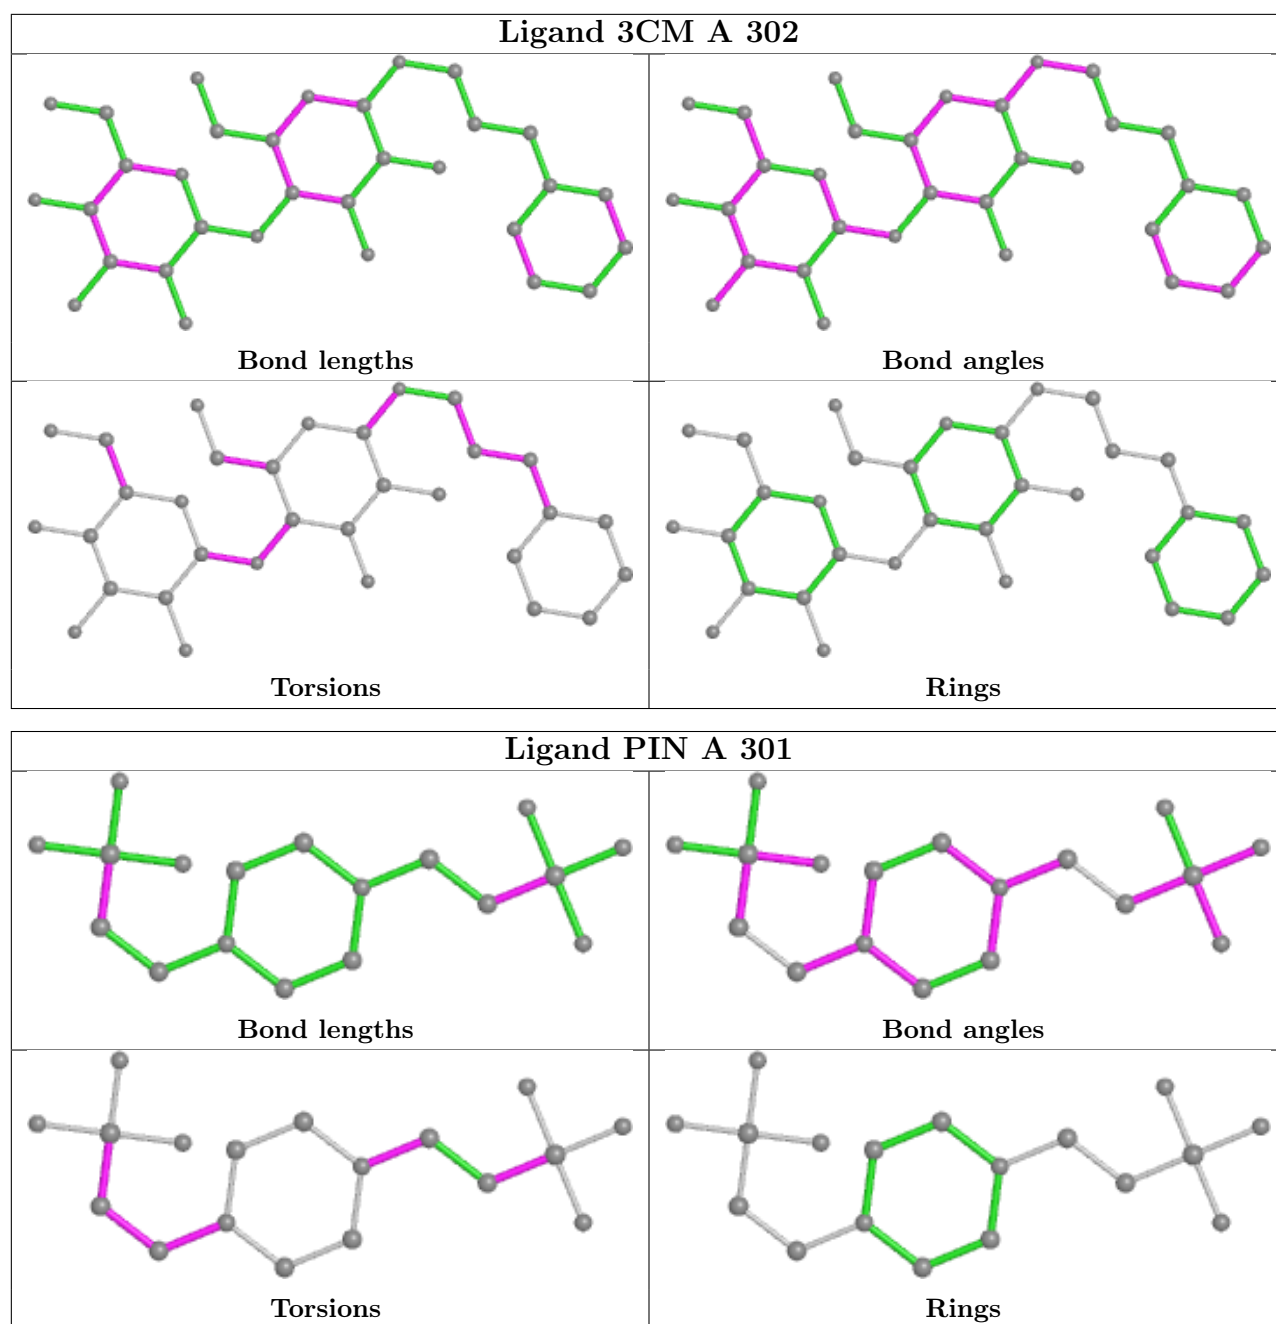 Ligand 3CM A 302
Bond lengths
Bond angles
Torsions
Rings
Ligand PIN A 301
Bond lengths
Bond angles
Torsions
Rings